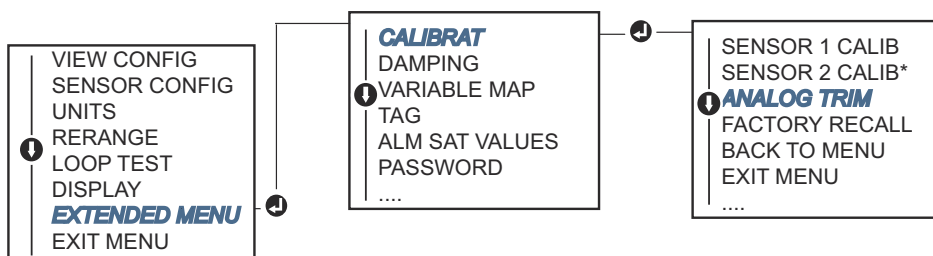 VIEW CONFIG
SENSOR CONFIG
UNITS
RERANGE
LOOP TEST
DISPLAY
EXTENDED MENU
EXIT MENU
CALIBRAT
DAMPING
VARIABLE MAP
TAG
ALM SAT VALUES
PASSWORD
....
SENSOR 1 CALIB
SENSOR 2 CALIB*
ANALOG TRIM
FACTORY RECALL
BACK TO MENU
EXIT MENU
....